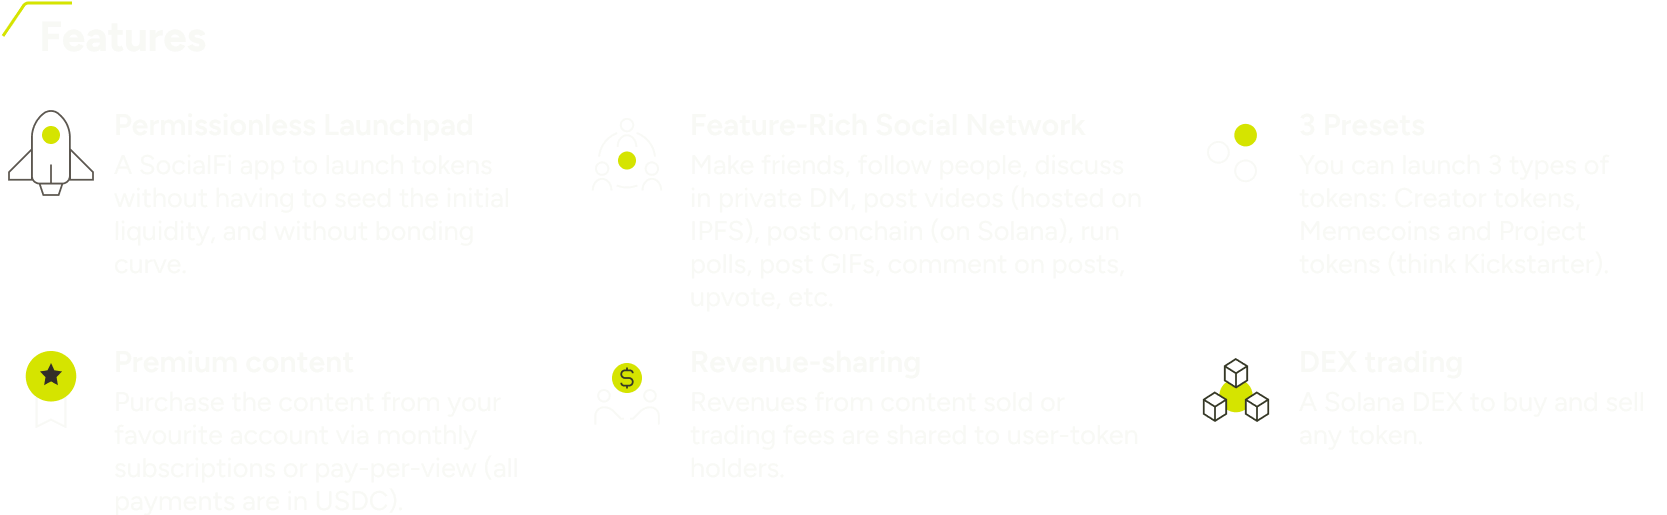 Features
Permissionless Launchpad
A SocialFi app to launch tokens
without having to seed the initial
liquidity, and without bonding
curve.
Feature-Rich Social Network
Make friends, follow people, discuss
in private DM, post videos (hosted on
IPFS), post onchain (on Solana), run
polls, post GIFs, comment on posts,
upvote, etc.
3 Presets
You can launch 3 types of
tokens: Creator tokens,
Memecoins and Project
tokens (think Kickstarter).
Premium content
Purchase the content from your
favourite account via monthly
subscriptions or pay-per-view (all
payments are in USDC).
$
Revenue-sharing
Revenues from content sold or
trading fees are shared to user-token
holders.
DEX trading
A Solana DEX to buy and sell
any token.